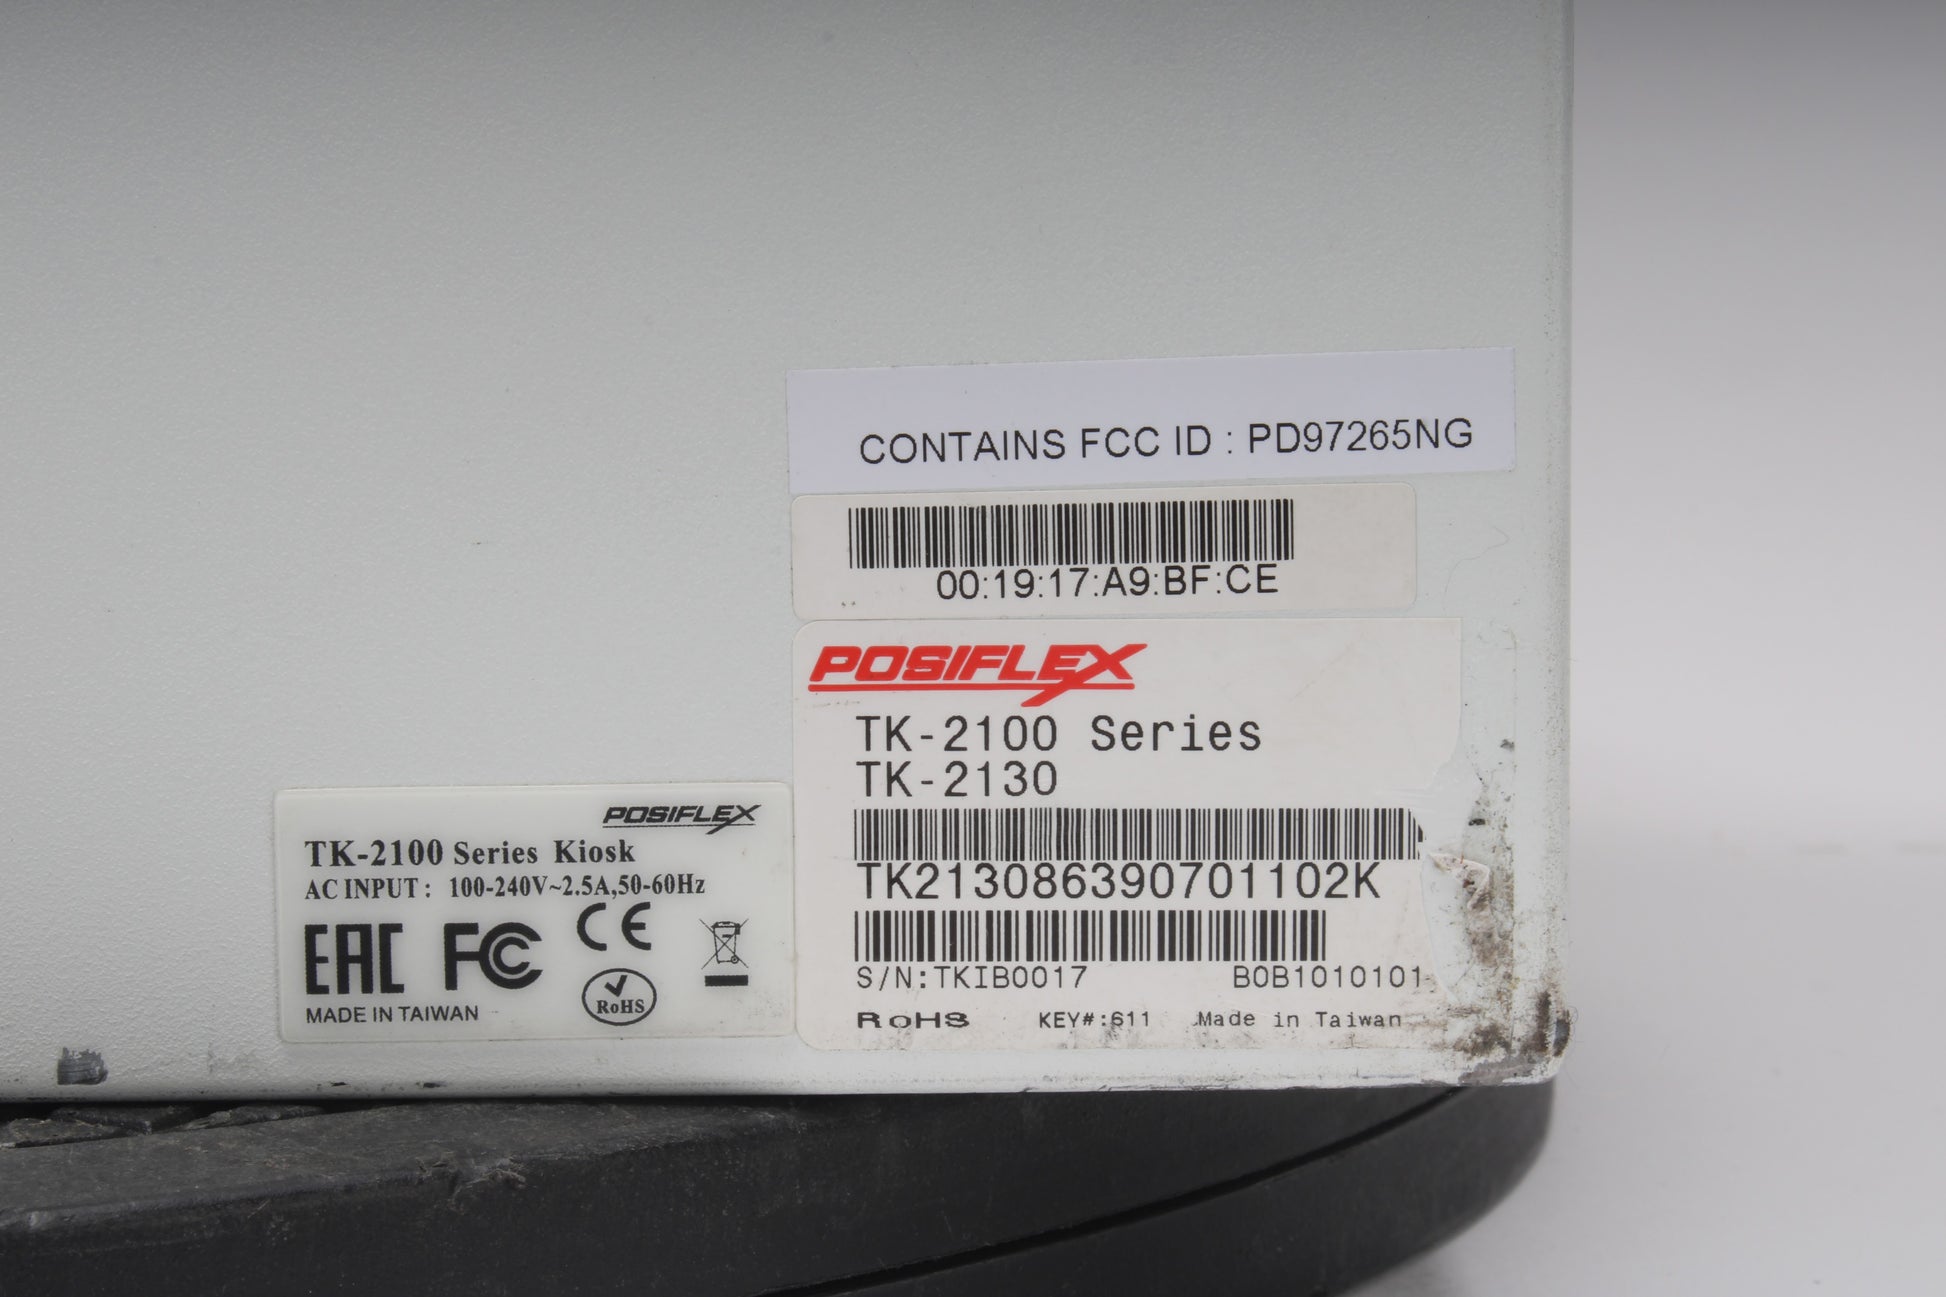 CONTAINS FCC ID : PD97265NG
00:19:17:A9:BF:CE
POSIFLEX
TK-2100 Series
TK-2130
TK213086390701102K
S/N:TKIB0017 B0B1010101
RoHS KEY#:611 Made in Taiwan
POSIFLEX
TK-2100 Series Kiosk
AC INPUT : 100-240V~2.5A,50-60Hz
EAC FC CE
RoHS
MADE IN TAIWAN